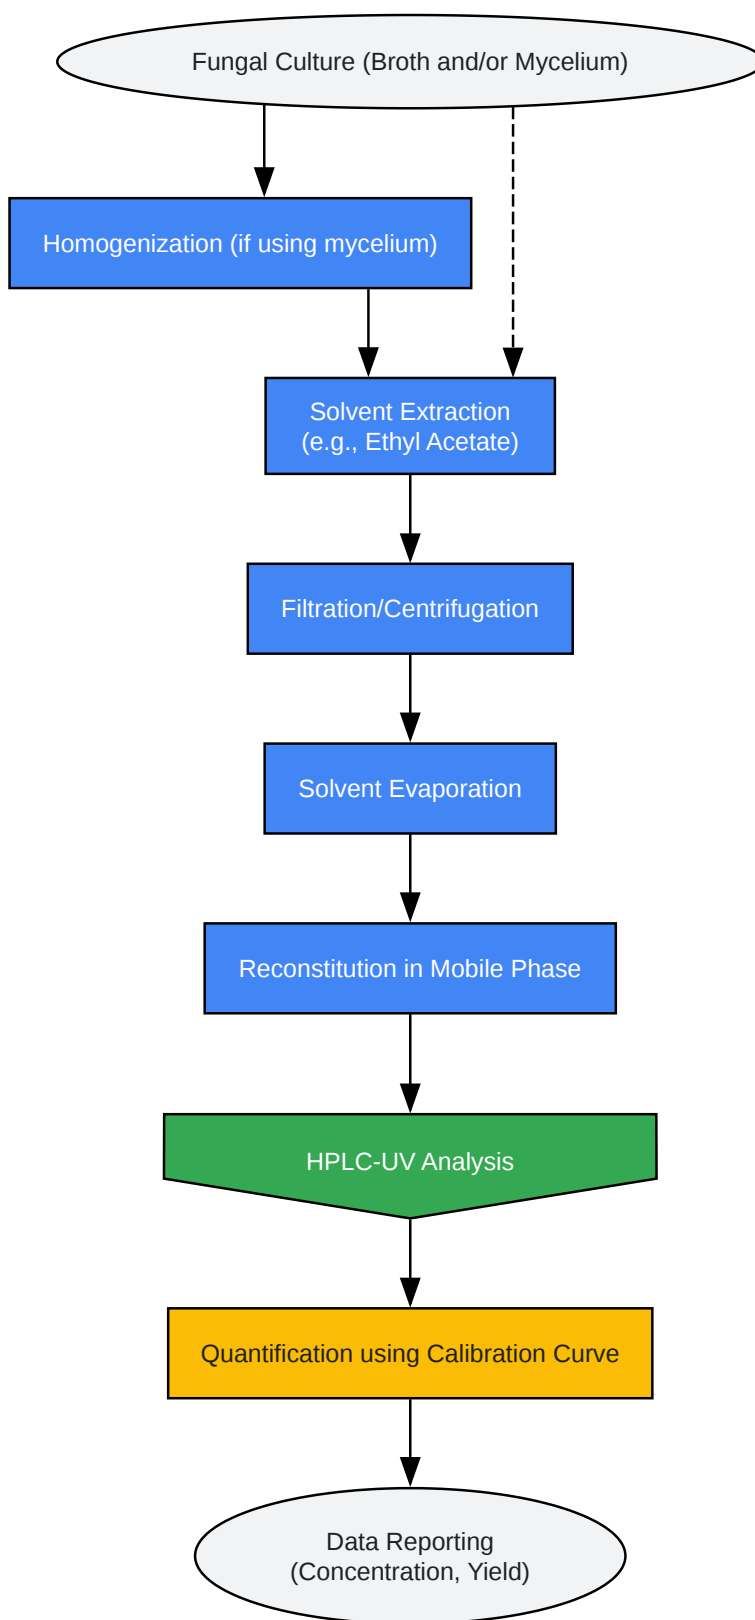 Fungal Culture (Broth and/or Mycelium)
Homogenization (if using mycelium)
Solvent Extraction
(e.g., Ethyl Acetate)
Filtration/Centrifugation
Solvent Evaporation
Reconstitution in Mobile Phase
HPLC-UV Analysis
Quantification using Calibration Curve
Data Reporting
(Concentration, Yield)